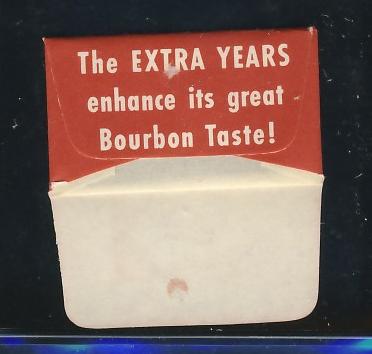 The EXTRA YEARS
enhance its great
Bourbon Taste!